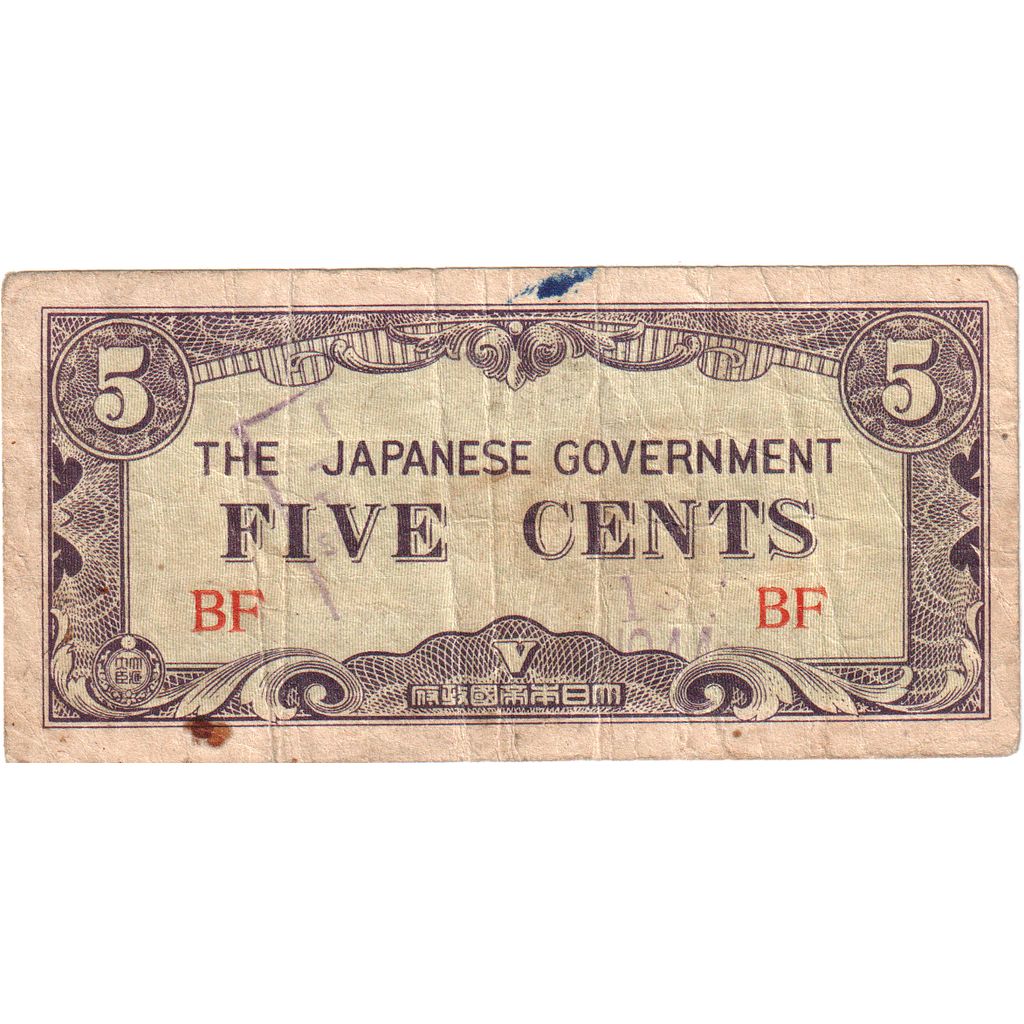 5 5
THE JAPANESE GOVERNMENT
FIVE CENTS
BF BF
V
府政國帝本日大